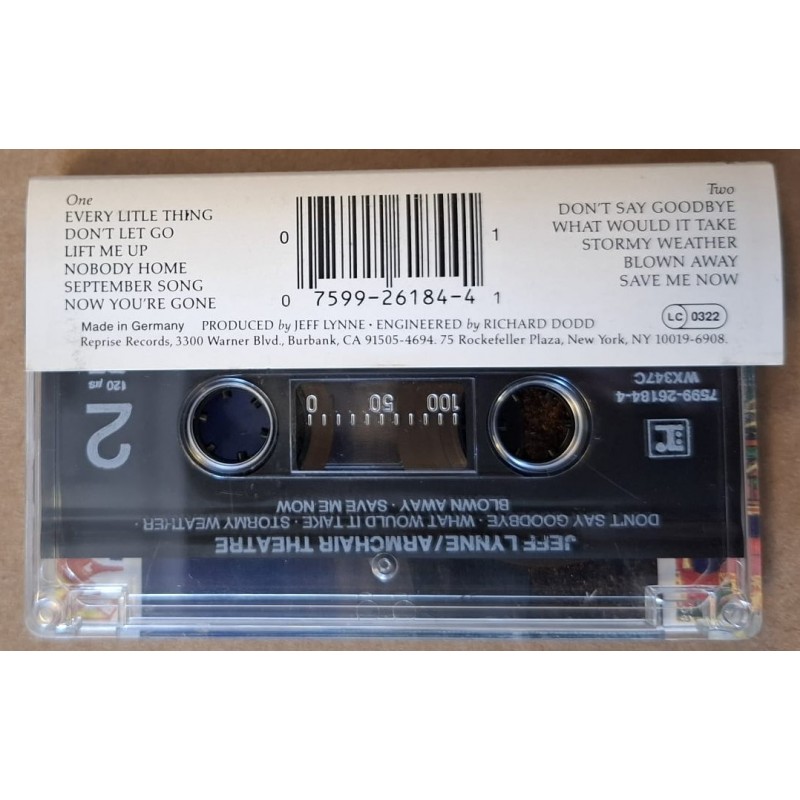 One
EVERY LITLE THING
DON'T LET GO
LIFT ME UP
NOBODY HOME
SEPTEMBER SONG
NOW YOU'RE GONE
0 1
0 7599-26184-4 1
Two
DON'T SAY GOODBYE
WHAT WOULD IT TAKE
STORMY WEATHER
BLOWN AWAY
SAVE ME NOW
Made in Germany PRODUCED by JEFF LYNNE • ENGINEERED by RICHARD DODD
LC 0322
Reprise Records, 3300 Warner Blvd., Burbank, CA 91505-4694. 75 Rockefeller Plaza, New York, NY 10019-6908.
JEFF LYNNE/ARMCHAIR THEATRE
DON'T SAY GOODBYE • WHAT WOULD IT TAKE • STORMY WEATHER •
BLOWN AWAY • SAVE ME NOW
r
100 50 0
2
120 µs
7599-26184-4
WX347C